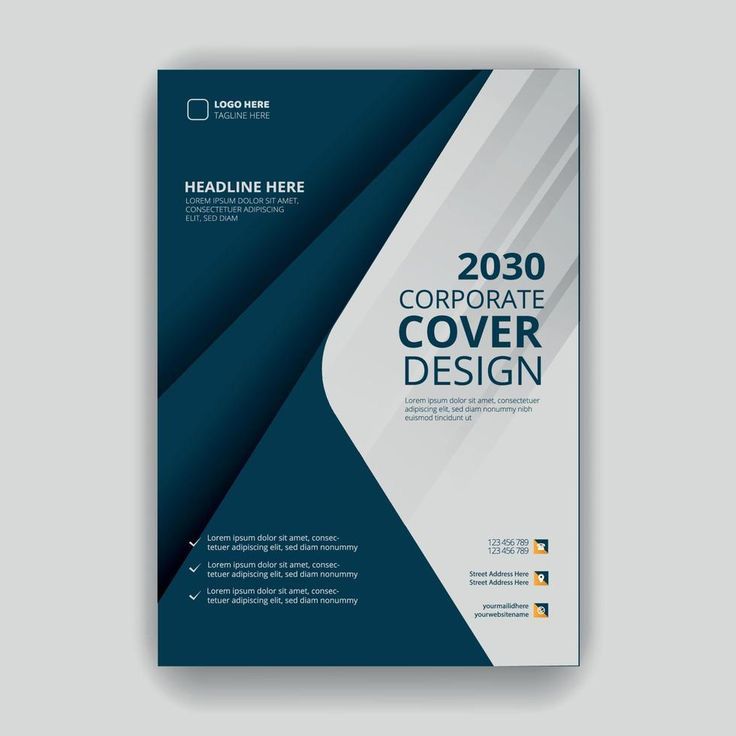 LOGO HERE
TAGLINE HERE
HEADLINE HERE
LOREM IPSUM DOLOR SIT AMET,
CONSECTETUER ADIPISCING
ELIT, SED DIAM
2030
CORPORATE
COVER
DESIGN
Lorem ipsum dolor sit amet, consectetuer
adipiscing elit, sed diam nonummy nibh
euismod tincidunt ut
Lorem ipsum dolor sit amet, consec-
tetuer adipiscing elit, sed diam nonummy
Lorem ipsum dolor sit amet, consec-
tetuer adipiscing elit, sed diam nonummy
Lorem ipsum dolor sit amet, consec-
tetuer adipiscing elit, sed diam nonummy
123 456 789
123 456 789
Street Address Here
Street Address Here
yourmailidhere
yourwebsitename